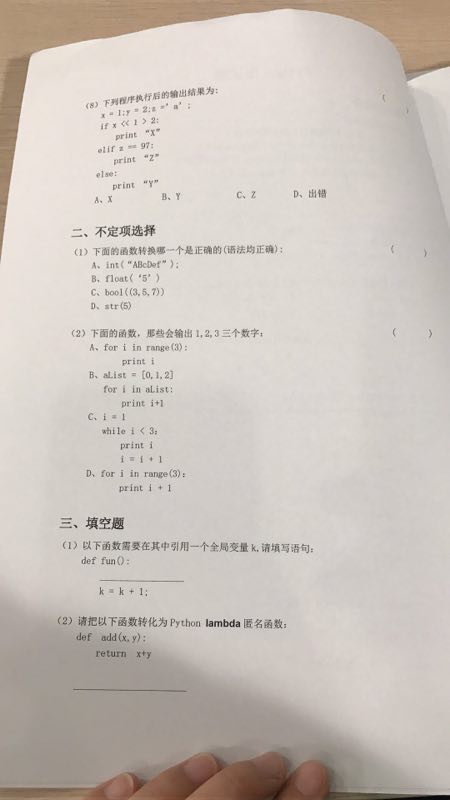 （8）下列程序执行后的输出结果为：（ ）
x = 1;y = 2;z =’a’;
if x << 1 > 2:
print “X”
elif z == 97:
print “Z”
else:
print “Y”
A、X B、Y C、Z D、出错
二、不定项选择
（1）下面的函数转换哪一个是正确的(语法均正确)：（ ）
A、int(“ABcDef”);
B、float(‘5’)
C、bool((3,5,7))
D、str(5)
（2）下面的函数，那些会输出 1,2,3 三个数字：（ ）
A、for i in range(3):
print i
B、aList = [0,1,2]
for i in aList:
print i+1
C、i = 1
while i < 3:
print i
i = i + 1
D、for i in range(3):
print i + 1
三、填空题
（1）以下函数需要在其中引用一个全局变量 k,请填写语句：
def fun():
k = k + 1;
（2）请把以下函数转化为 Python lambda 匿名函数：
def add(x,y):
return x+y